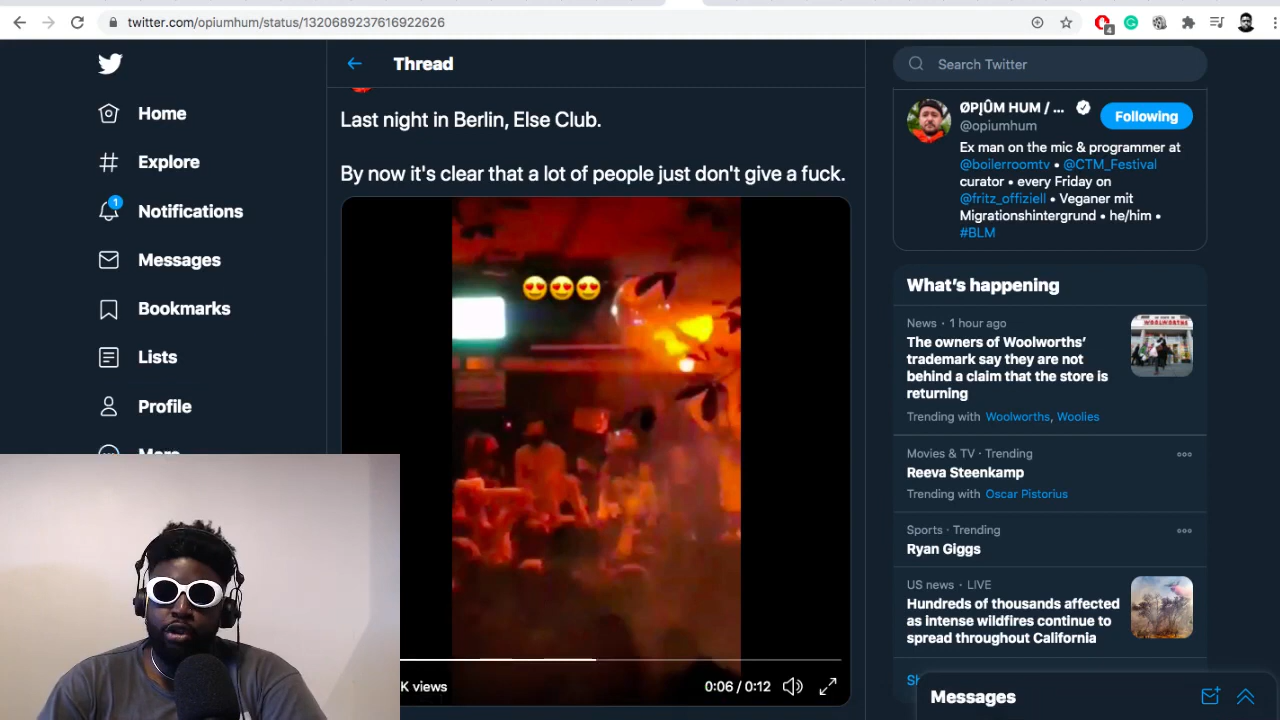 twitter.com/opiumhum/status/1320689237616922626
4
Home
Explore
1
Notifications
Messages
Bookmarks
Lists
Profile
More
Thread
Last night in Berlin, Else Club.
By now it's clear that a lot of people just don't give a fuck.
K views
0:06 / 0:12
Search Twitter
ØP¡ÛM HUM / ...
@opiumhum
Following
Ex man on the mic & programmer at
@boilerroomtv • @CTM_Festival
curator • every Friday on
@fritz_offiziell • Veganer mit
Migrationshintergrund • he/him •
#BLM
What's happening
News · 1 hour ago
The owners of Woolworths'
trademark say they are not
behind a claim that the store is
returning
Trending with Woolworths, Woolies
Movies & TV · Trending
Reeva Steenkamp
Trending with Oscar Pistorius
Sports · Trending
Ryan Giggs
US news · LIVE
Hundreds of thousands affected
as intense wildfires continue to
spread throughout California
Messages